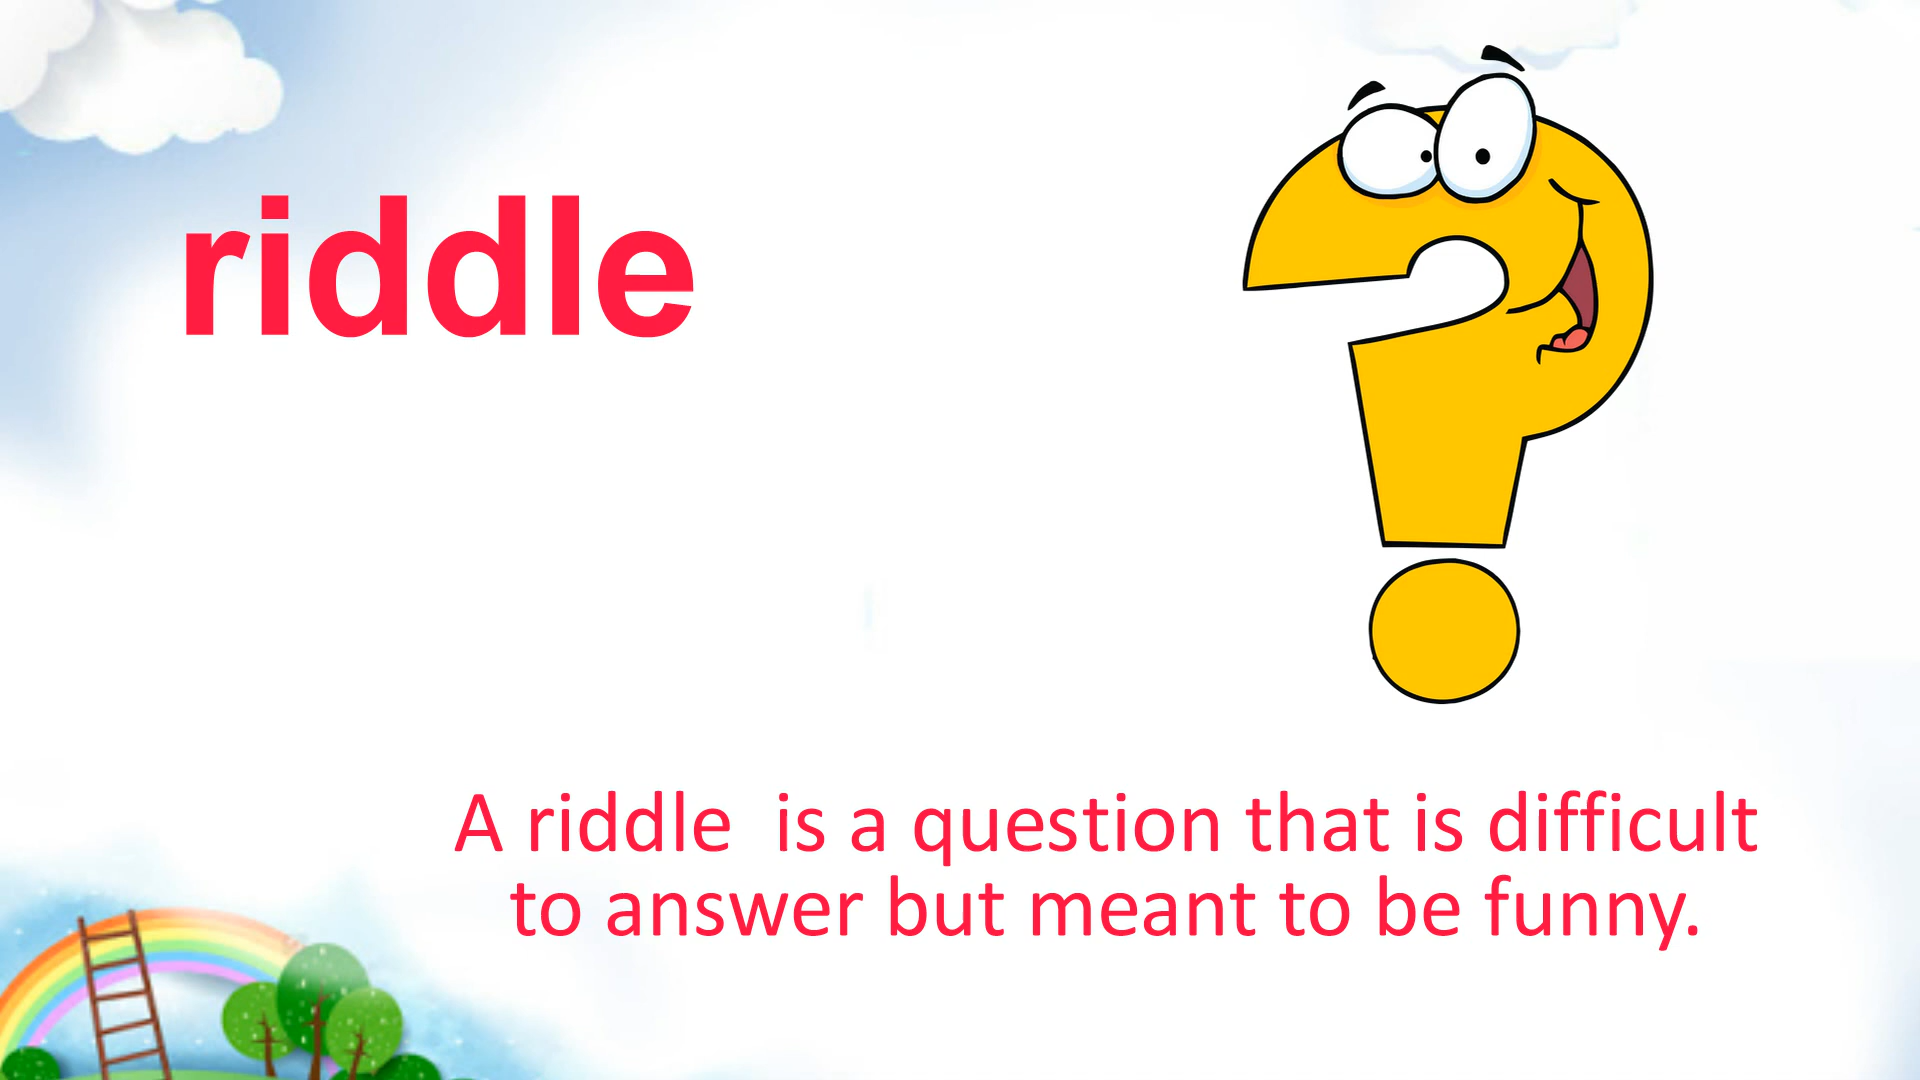 riddle
A riddle  is a question that is difficult
to answer but meant to be funny.